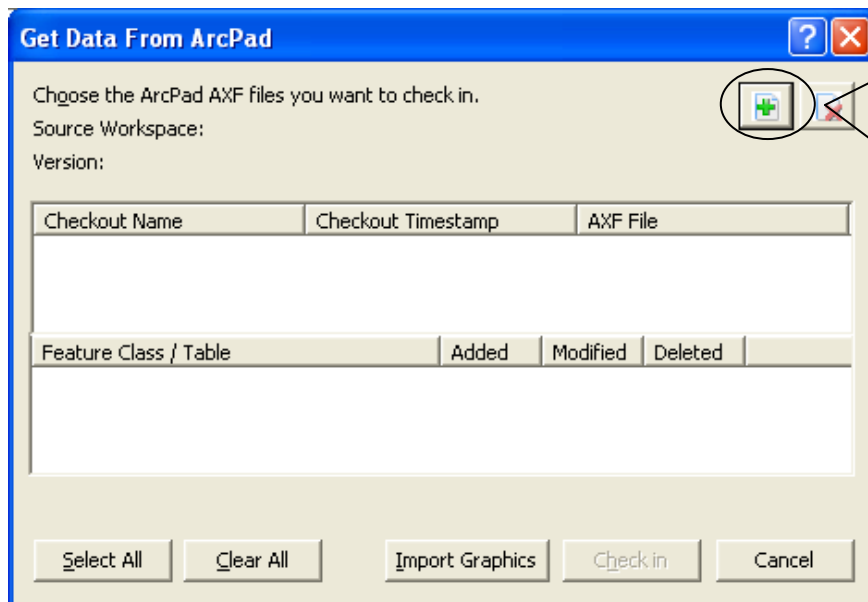 Get Data From ArcPad
Choose the ArcPad AXF files you want to check in.
Source Workspace:
Version:
Checkout Name Checkout Timestamp AXF File
Feature Class / Table Added Modified Deleted
Select All Clear All Import Graphics Check in Cancel